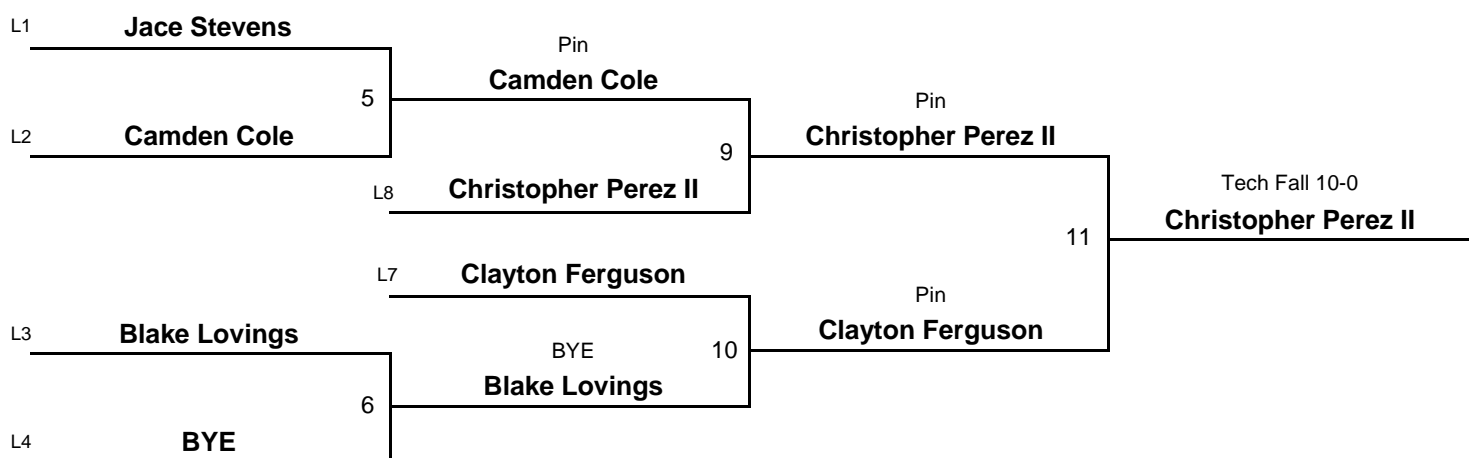 L1 Jace Stevens
Pin
Camden Cole
5
Pin
L2 Camden Cole
Christopher Perez II
9
L8 Christopher Perez II
Tech Fall 10-0
Christopher Perez II
11
L7 Clayton Ferguson
Pin
L3 Blake Lovings
Clayton Ferguson
BYE
10
Blake Lovings
6
L4 BYE